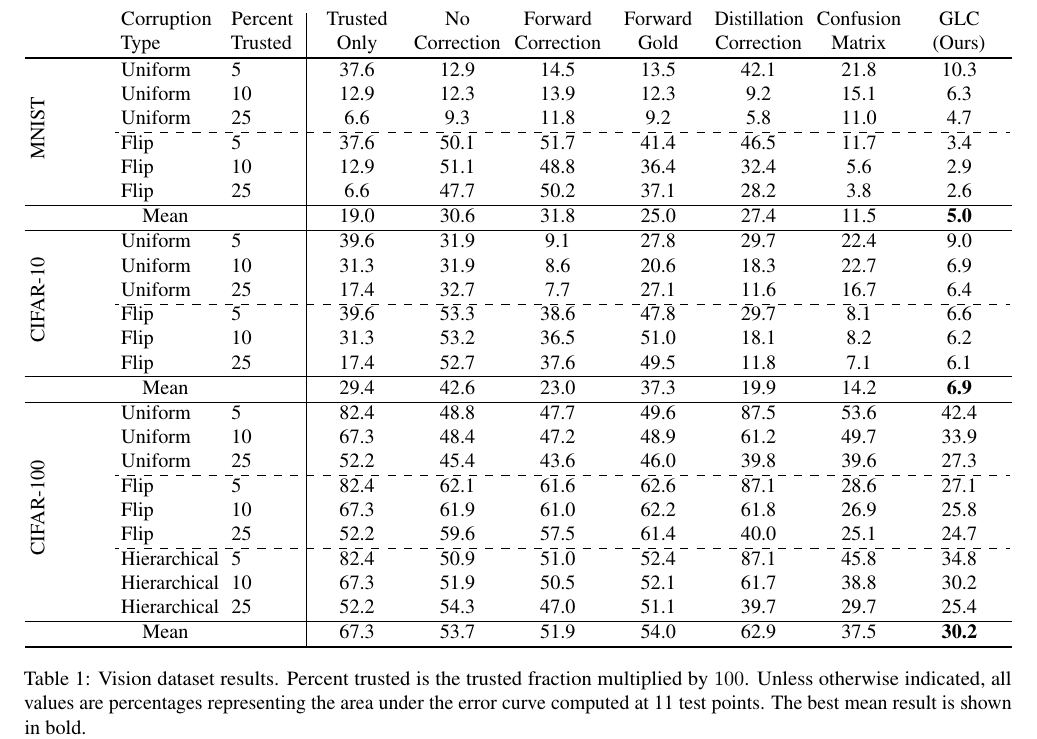 Corruption Percent Trusted No Forward Forward Distillation Confusion GLC
Type Trusted Only Correction Correction Gold Correction Matrix (Ours)
MNIST
Uniform 5 37.6 12.9 14.5 13.5 42.1 21.8 10.3
Uniform 10 12.9 12.3 13.9 12.3 9.2 15.1 6.3
Uniform 25 6.6 9.3 11.8 9.2 5.8 11.0 4.7
Flip 5 37.6 50.1 51.7 41.4 46.5 11.7 3.4
Flip 10 12.9 51.1 48.8 36.4 32.4 5.6 2.9
Flip 25 6.6 47.7 50.2 37.1 28.2 3.8 2.6
Mean 19.0 30.6 31.8 25.0 27.4 11.5 5.0
CIFAR-10
Uniform 5 39.6 31.9 9.1 27.8 29.7 22.4 9.0
Uniform 10 31.3 31.9 8.6 20.6 18.3 22.7 6.9
Uniform 25 17.4 32.7 7.7 27.1 11.6 16.7 6.4
Flip 5 39.6 53.3 38.6 47.8 29.7 8.1 6.6
Flip 10 31.3 53.2 36.5 51.0 18.1 8.2 6.2
Flip 25 17.4 52.7 37.6 49.5 11.8 7.1 6.1
Mean 29.4 42.6 23.0 37.3 19.9 14.2 6.9
CIFAR-100
Uniform 5 82.4 48.8 47.7 49.6 87.5 53.6 42.4
Uniform 10 67.3 48.4 47.2 48.9 61.2 49.7 33.9
Uniform 25 52.2 45.4 43.6 46.0 39.8 39.6 27.3
Flip 5 82.4 62.1 61.6 62.6 87.1 28.6 27.1
Flip 10 67.3 61.9 61.0 62.2 61.8 26.9 25.8
Flip 25 52.2 59.6 57.5 61.4 40.0 25.1 24.7
Hierarchical 5 82.4 50.9 51.0 52.4 87.1 45.8 34.8
Hierarchical 10 67.3 51.9 50.5 52.1 61.7 38.8 30.2
Hierarchical 25 52.2 54.3 47.0 51.1 39.7 29.7 25.4
Mean 67.3 53.7 51.9 54.0 62.9 37.5 30.2
Table 1: Vision dataset results. Percent trusted is the trusted fraction multiplied by 100. Unless otherwise indicated, all
values are percentages representing the area under the error curve computed at 11 test points. The best mean result is shown
in bold.